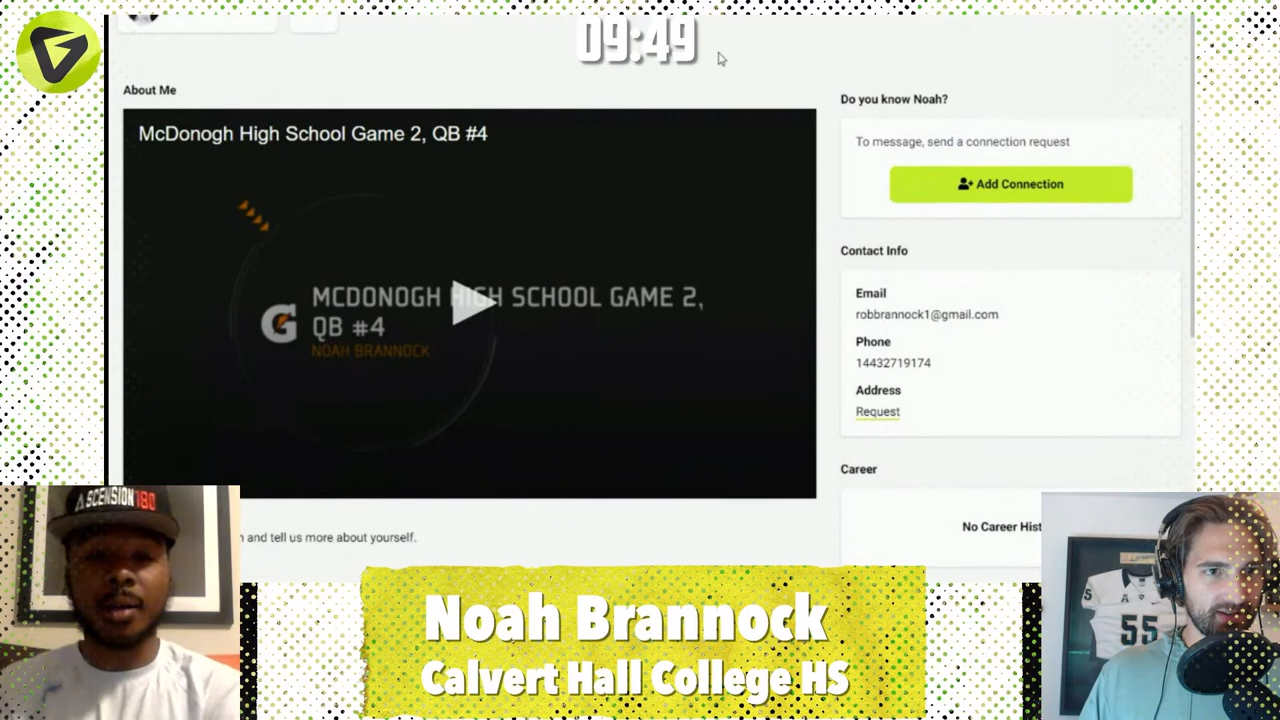 09:49
About Me
McDonogh High School Game 2, QB #4
MCDONOGH HIGH SCHOOL GAME 2,
QB #4
NOAH BRANNOCK
G
and tell us more about yourself.
Do you know Noah?
To message, send a connection request
Add Connection
Contact Info
Email
robbrannock1@gmail.com
Phone
14432719174
Address
Request
Career
No Career Hist
ASCENSION180
55
Noah Brannock
Calvert Hall College HS